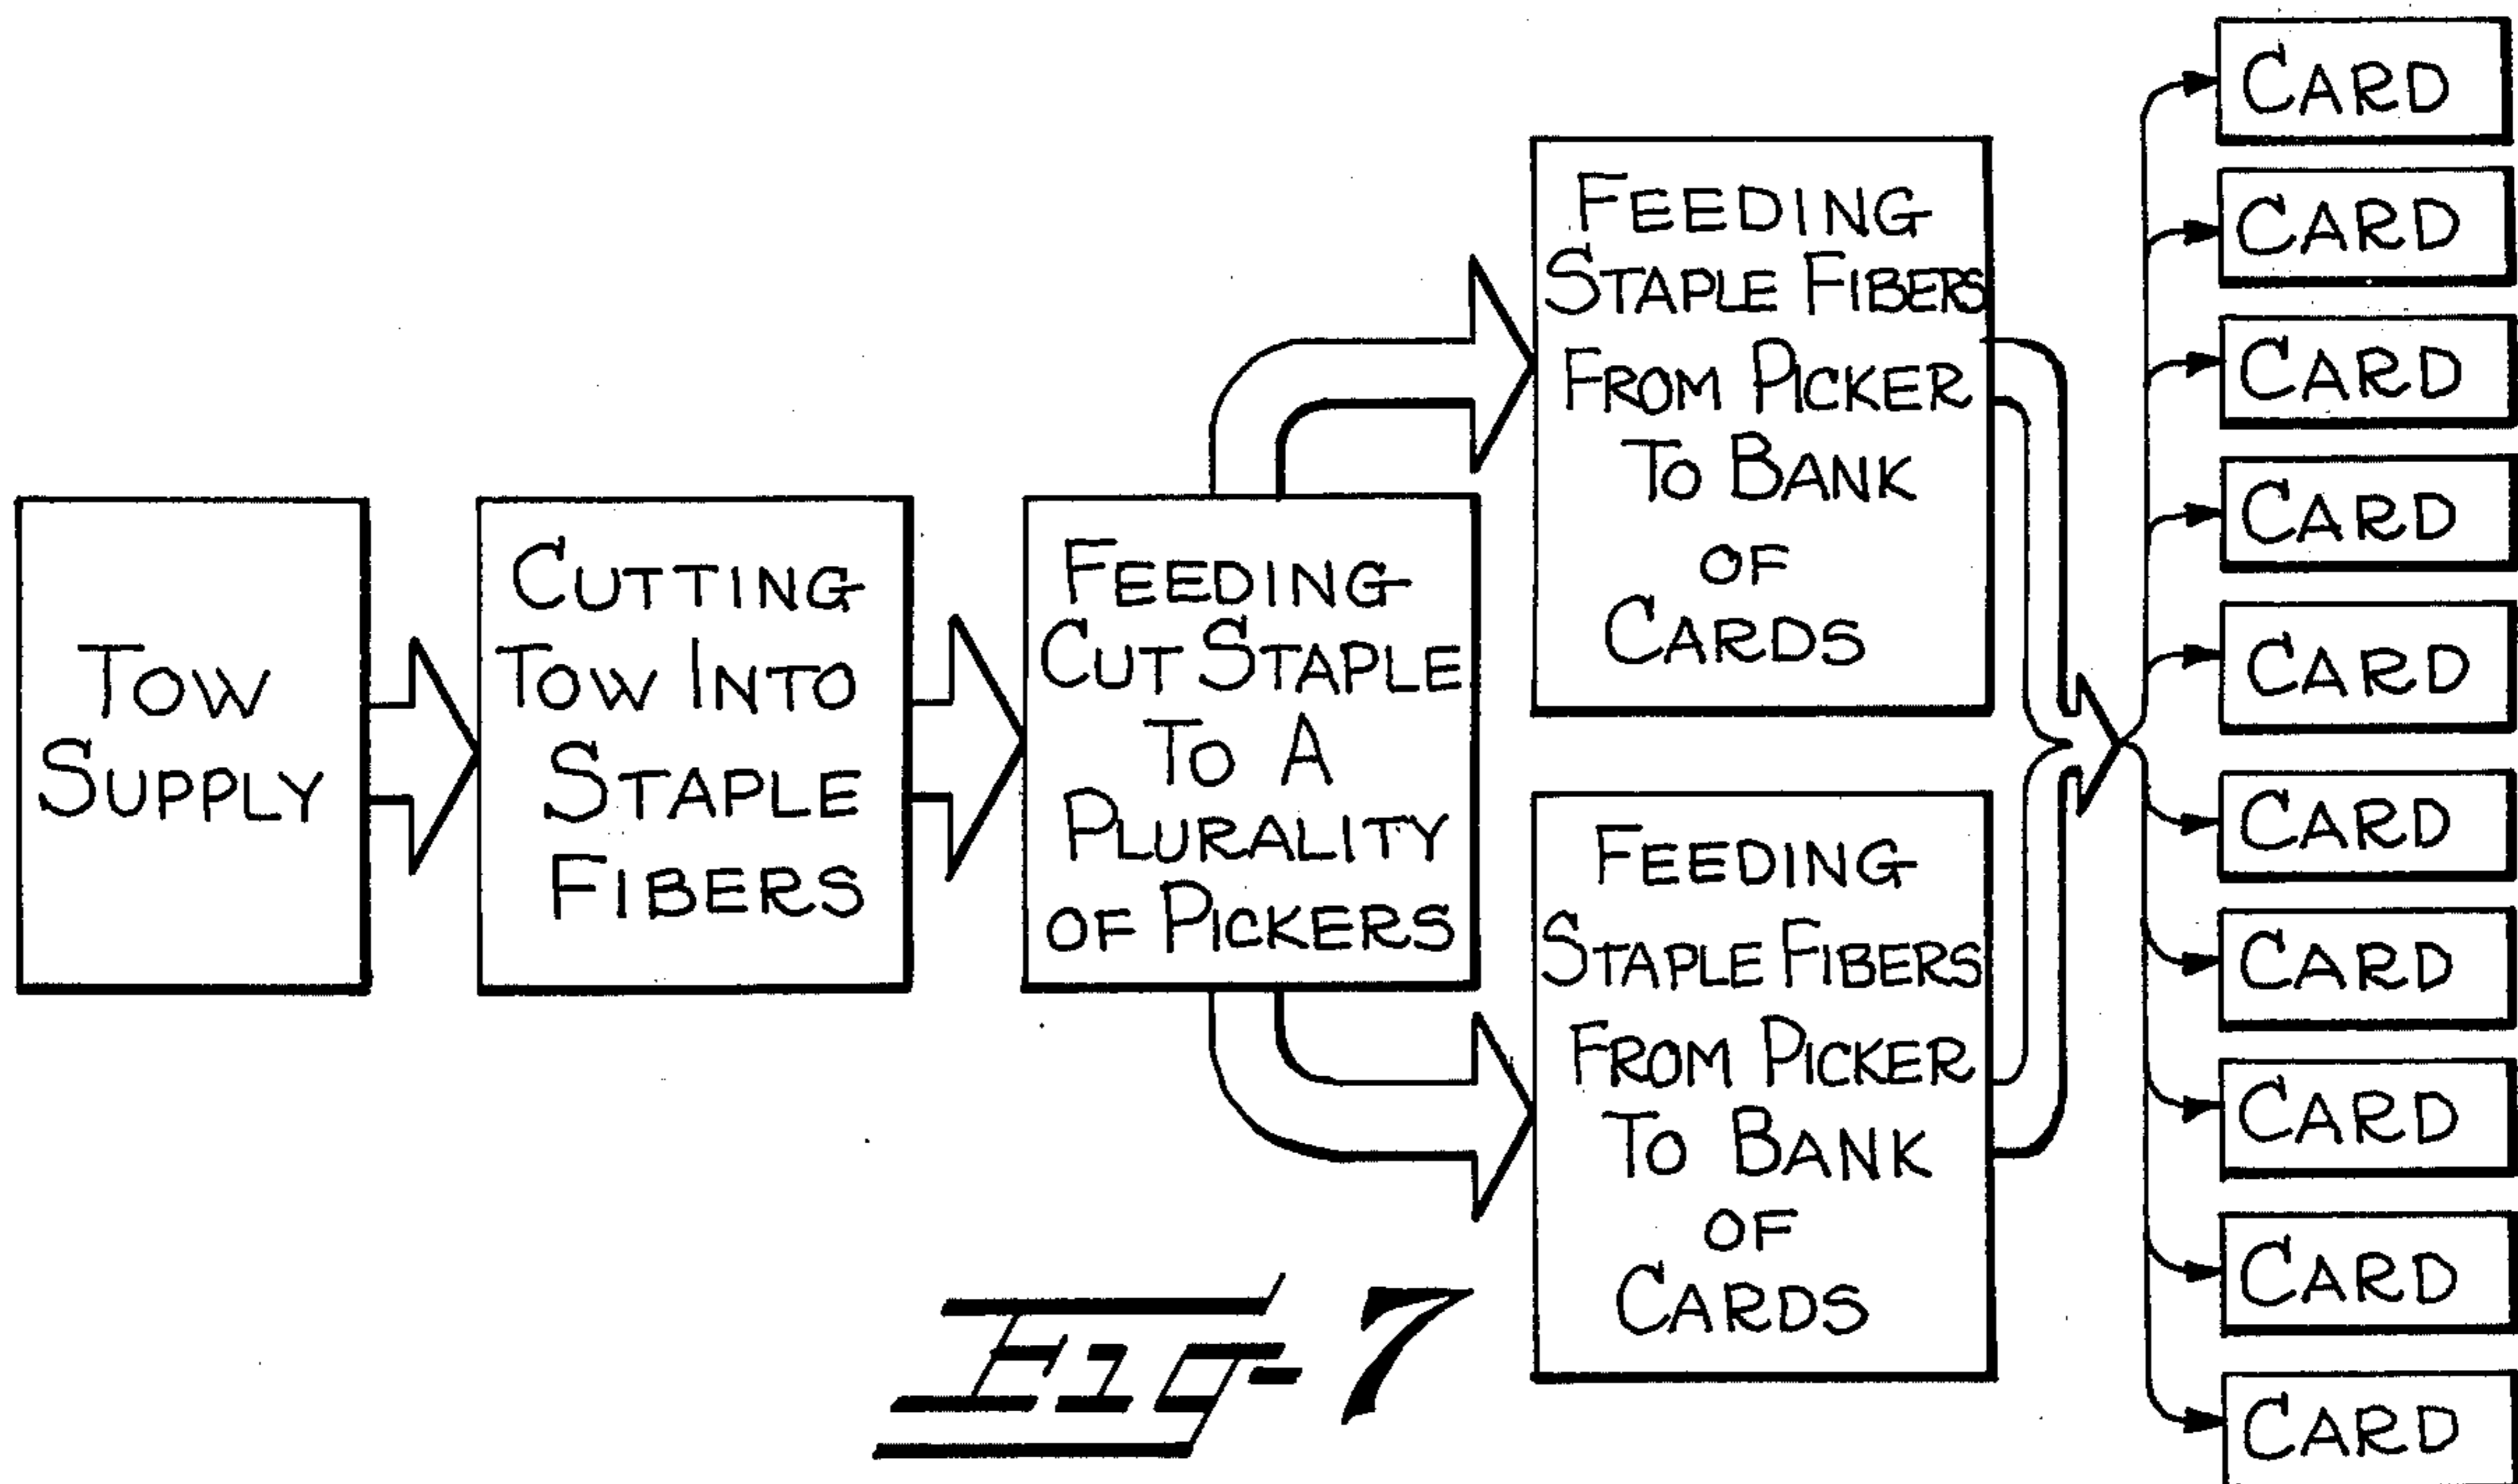 TOW
SUPPLY
CUTTING
TOW INTO
STAPLE
FIBERS
FEEDING
CUT STAPLE
TO A
PLURALITY
OF PICKERS
FEEDING
STAPLE FIBERS
FROM PICKER
TO BANK
OF
CARDS
FEEDING
STAPLE FIBERS
FROM PICKER
TO BANK
OF
CARDS
CARD
CARD
CARD
CARD
CARD
CARD
CARD
CARD
CARD
CARD
Fig-7